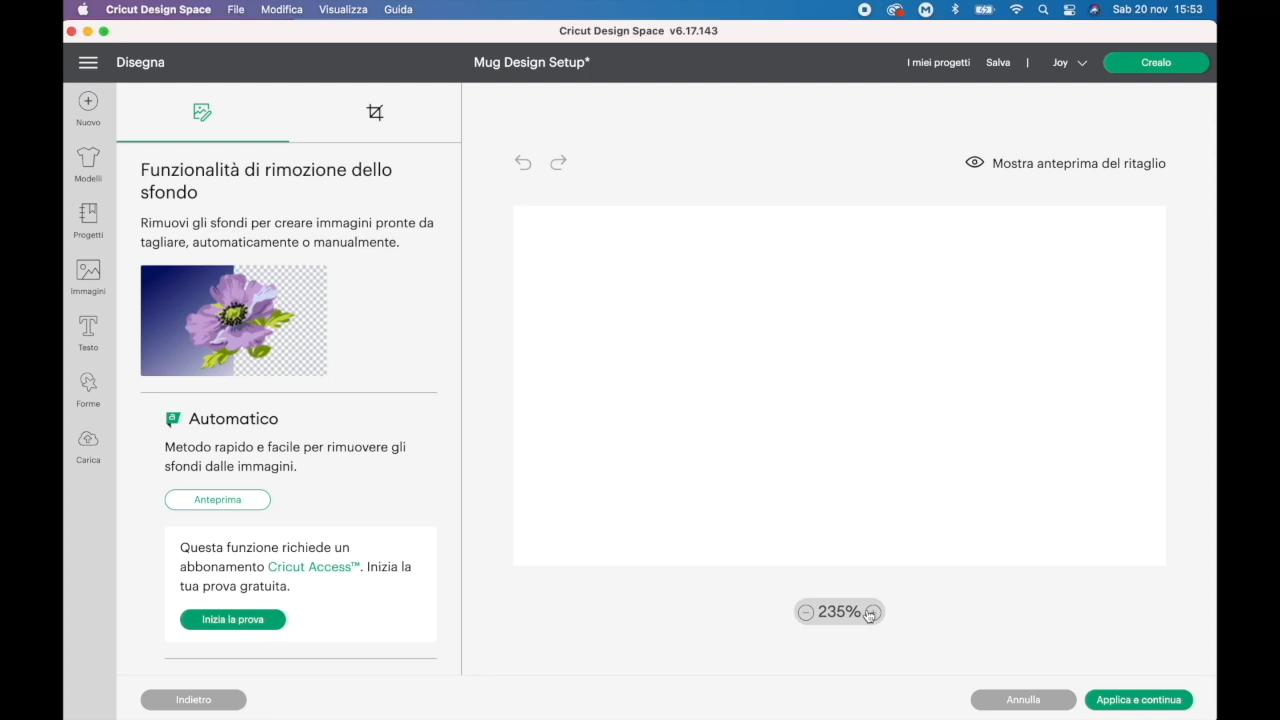 Cricut Design Space File Modifica Visualizza Guida Sab 20 nov 15:53
Cricut Design Space v6.17.143
Disegna Mug Design Setup* I miei progetti Salva | Joy Crealo
Nuovo
Modelli
Progetti
Immagini
Testo
Forme
Carica
Funzionalità di rimozione dello
sfondo
Rimuovi gli sfondi per creare immagini pronte da
tagliare, automaticamente o manualmente.
a Automatico
Metodo rapido e facile per rimuovere gli
sfondi dalle immagini.
Anteprima
Questa funzione richiede un
abbonamento Cricut Access™. Inizia la
tua prova gratuita.
Inizia la prova
Mostra anteprima del ritaglio
235%
Indietro Annulla Applica e continua